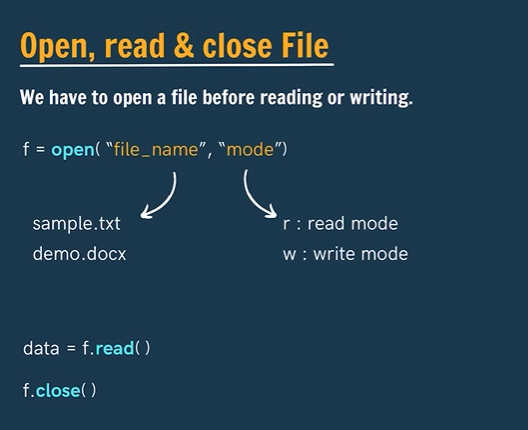 Open, read & close File
We have to open a file before reading or writing.
f = open( “file_name”, “mode”)
sample.txt
demo.docx
r : read mode
w : write mode
data = f.read( )
f.close( )